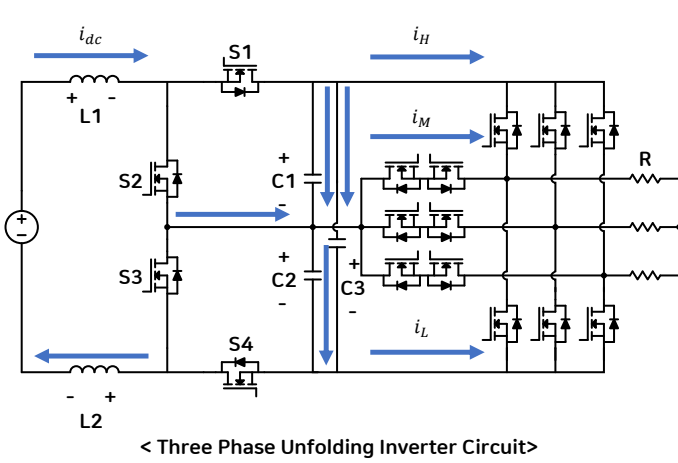 i_dc
S1
i_H
+ -
L1
i_M
S2
+
C1
-
R
+
-
S3
+
C2
-
+
C3
-
S4
i_L
- +
L2
< Three Phase Unfolding Inverter Circuit>